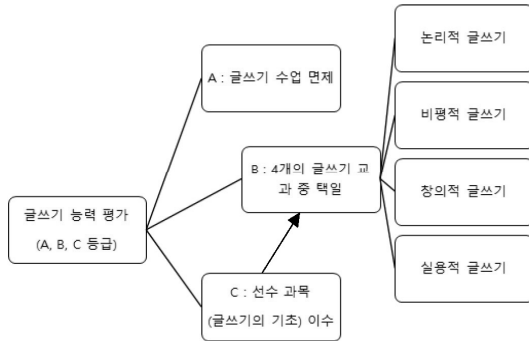 글쓰기 능력 평가
(A, B, C 등급)
A : 글쓰기 수업 면제
B : 4개의 글쓰기 교
과 중 택일
C : 선수 과목
(글쓰기의 기초) 이수
논리적 글쓰기
비평적 글쓰기
창의적 글쓰기
실용적 글쓰기